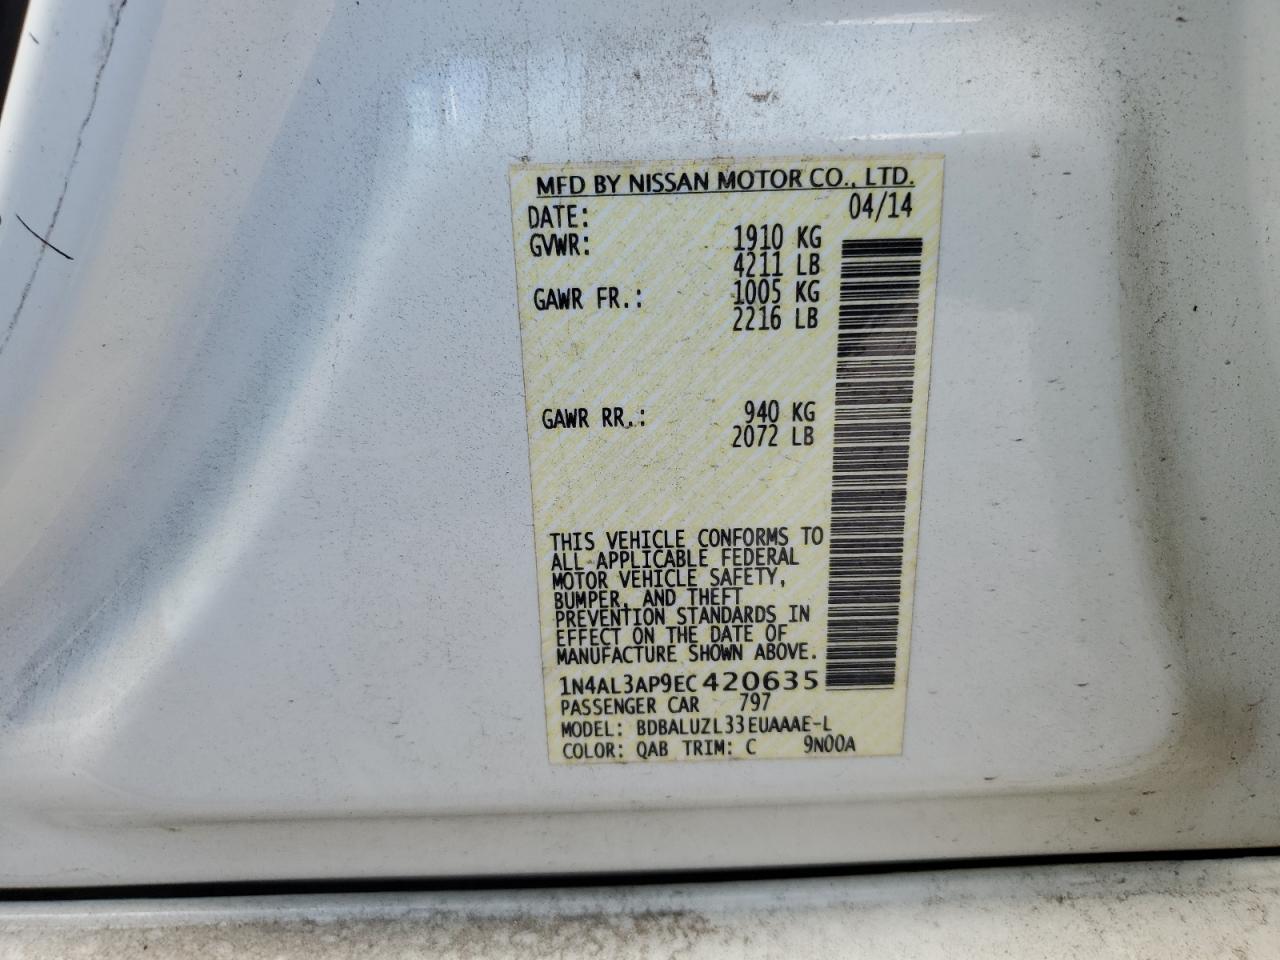 MFD BY NISSAN MOTOR CO., LTD.
DATE: 04/14
GVWR: 1910 KG
4211 LB
GAWR FR.: 1005 KG
2216 LB
GAWR RR.: 940 KG
2072 LB
THIS VEHICLE CONFORMS TO
ALL APPLICABLE FEDERAL
MOTOR VEHICLE SAFETY,
BUMPER, AND THEFT
PREVENTION STANDARDS IN
EFFECT ON THE DATE OF
MANUFACTURE SHOWN ABOVE.
1N4AL3AP9EC420635
PASSENGER CAR 797
MODEL: BDBALUZL33EUAAAE-L
COLOR: QAB TRIM: C 9N00A